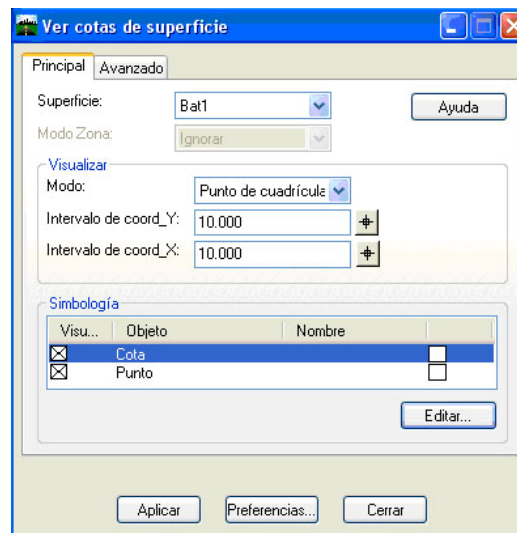 Ver cotas de superficie
Principal Avanzado
Superficie: Bat1 Ayuda
Modo Zona: Ignorar
Visualizar
Modo: Punto de cuadrícula
Intervalo de coord_Y: 10.000
Intervalo de coord_X: 10.000
Simbología
Visu... Objeto Nombre
Cota
Punto
Editar...
Aplicar Preferencias... Cerrar